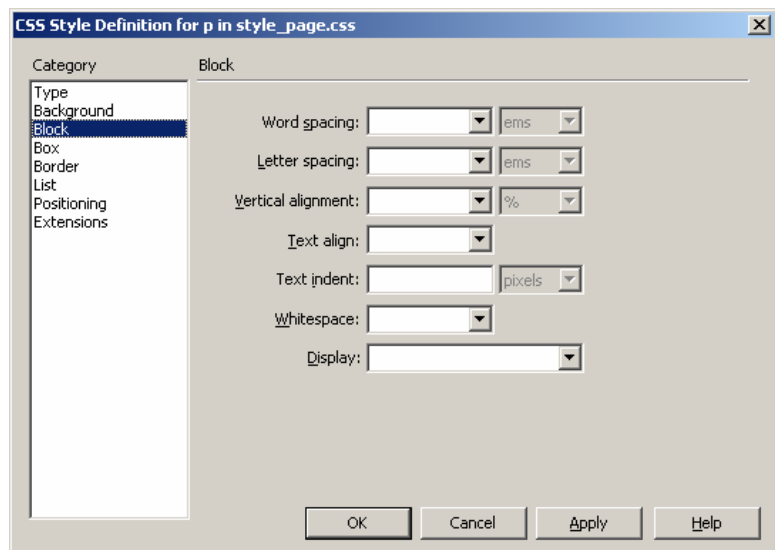 CSS Style Definition for p in style_page.css
Category
Block
Type
Background
Block
Box
Border
List
Positioning
Extensions
Word spacing: ems
Letter spacing: ems
Vertical alignment: %
Text align:
Text indent: pixels
Whitespace:
Display:
OK Cancel Apply Help